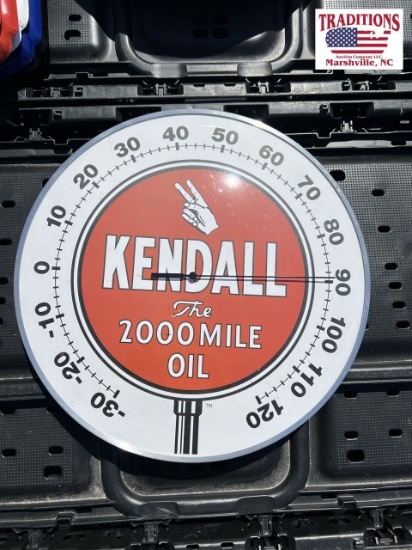 TRADITIONS
Auction Company LLC.
Marshville, NC
-30
-20
-10
0
10
20
30
40
50
60
70
80
90
100
110
120
KENDALL
The
2000 MILE
OIL
TM